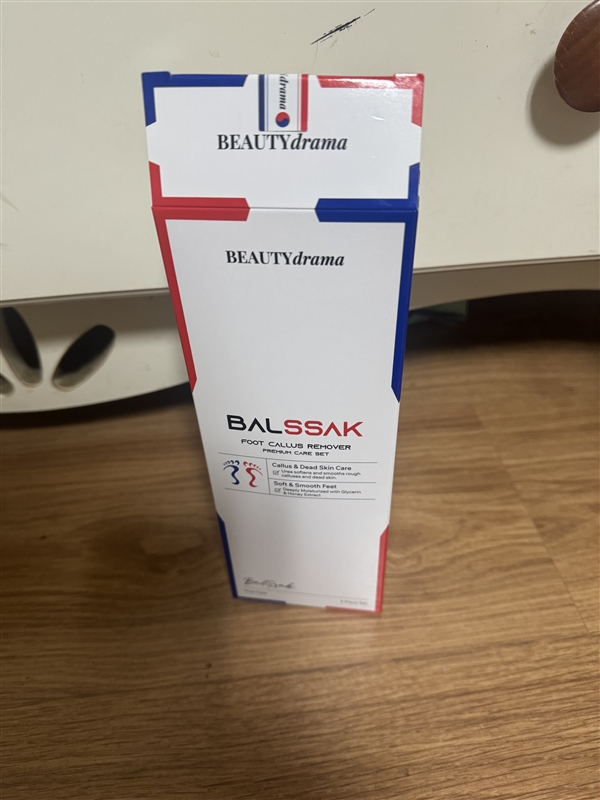 drama
BEAUTYdrama
BEAUTYdrama
BALSSAK
FOOT CALLUS REMOVER
PREMIUM CARE SET
Callus & Dead Skin Care
Urea softens and smooths rough
calluses and dead skin.
Soft & Smooth Feet
Deeply Moisturized with Glycerin
& Honey Extract
BalSsak